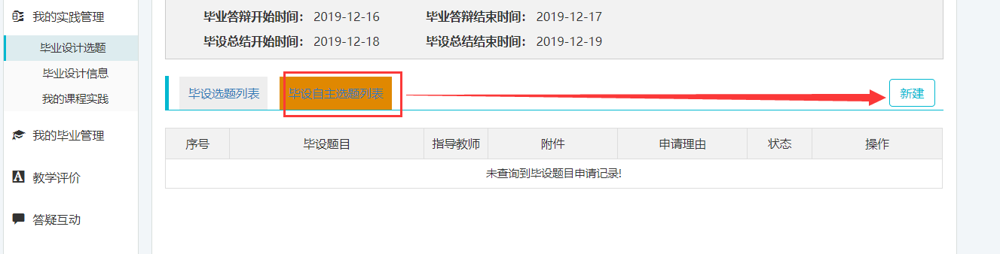 我的实践管理
毕业设计选题
毕业设计信息
我的课程实践
我的毕业管理
教学评价
答疑互动
毕业答辩开始时间： 2019-12-16 毕业答辩结束时间： 2019-12-17
毕设总结开始时间： 2019-12-18 毕设总结结束时间： 2019-12-19
毕设选题列表 毕设自主选题列表 新建
序号 毕设题目 指导教师 附件 申请理由 状态 操作
未查询到毕设题目申请记录!